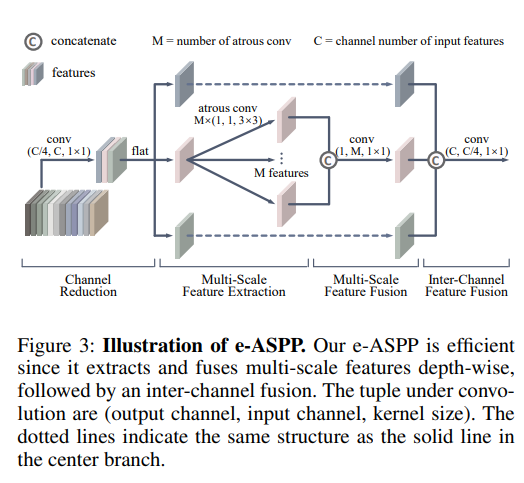 © concatenate M = number of atrous conv C = channel number of input features
features
atrous conv
M×(1, 1, 3×3)
conv
(C/4, C, 1×1)
flat
M features
C
conv
(1, M, 1×1)
C
conv
(C, C/4, 1×1)
Channel
Reduction
Multi-Scale
Feature Extraction
Multi-Scale
Feature Fusion
Inter-Channel
Feature Fusion
Figure 3: Illustration of e-ASPP. Our e-ASPP is efficient
since it extracts and fuses multi-scale features depth-wise,
followed by an inter-channel fusion. The tuple under convo-
lution are (output channel, input channel, kernel size). The
dotted lines indicate the same structure as the solid line in
the center branch.